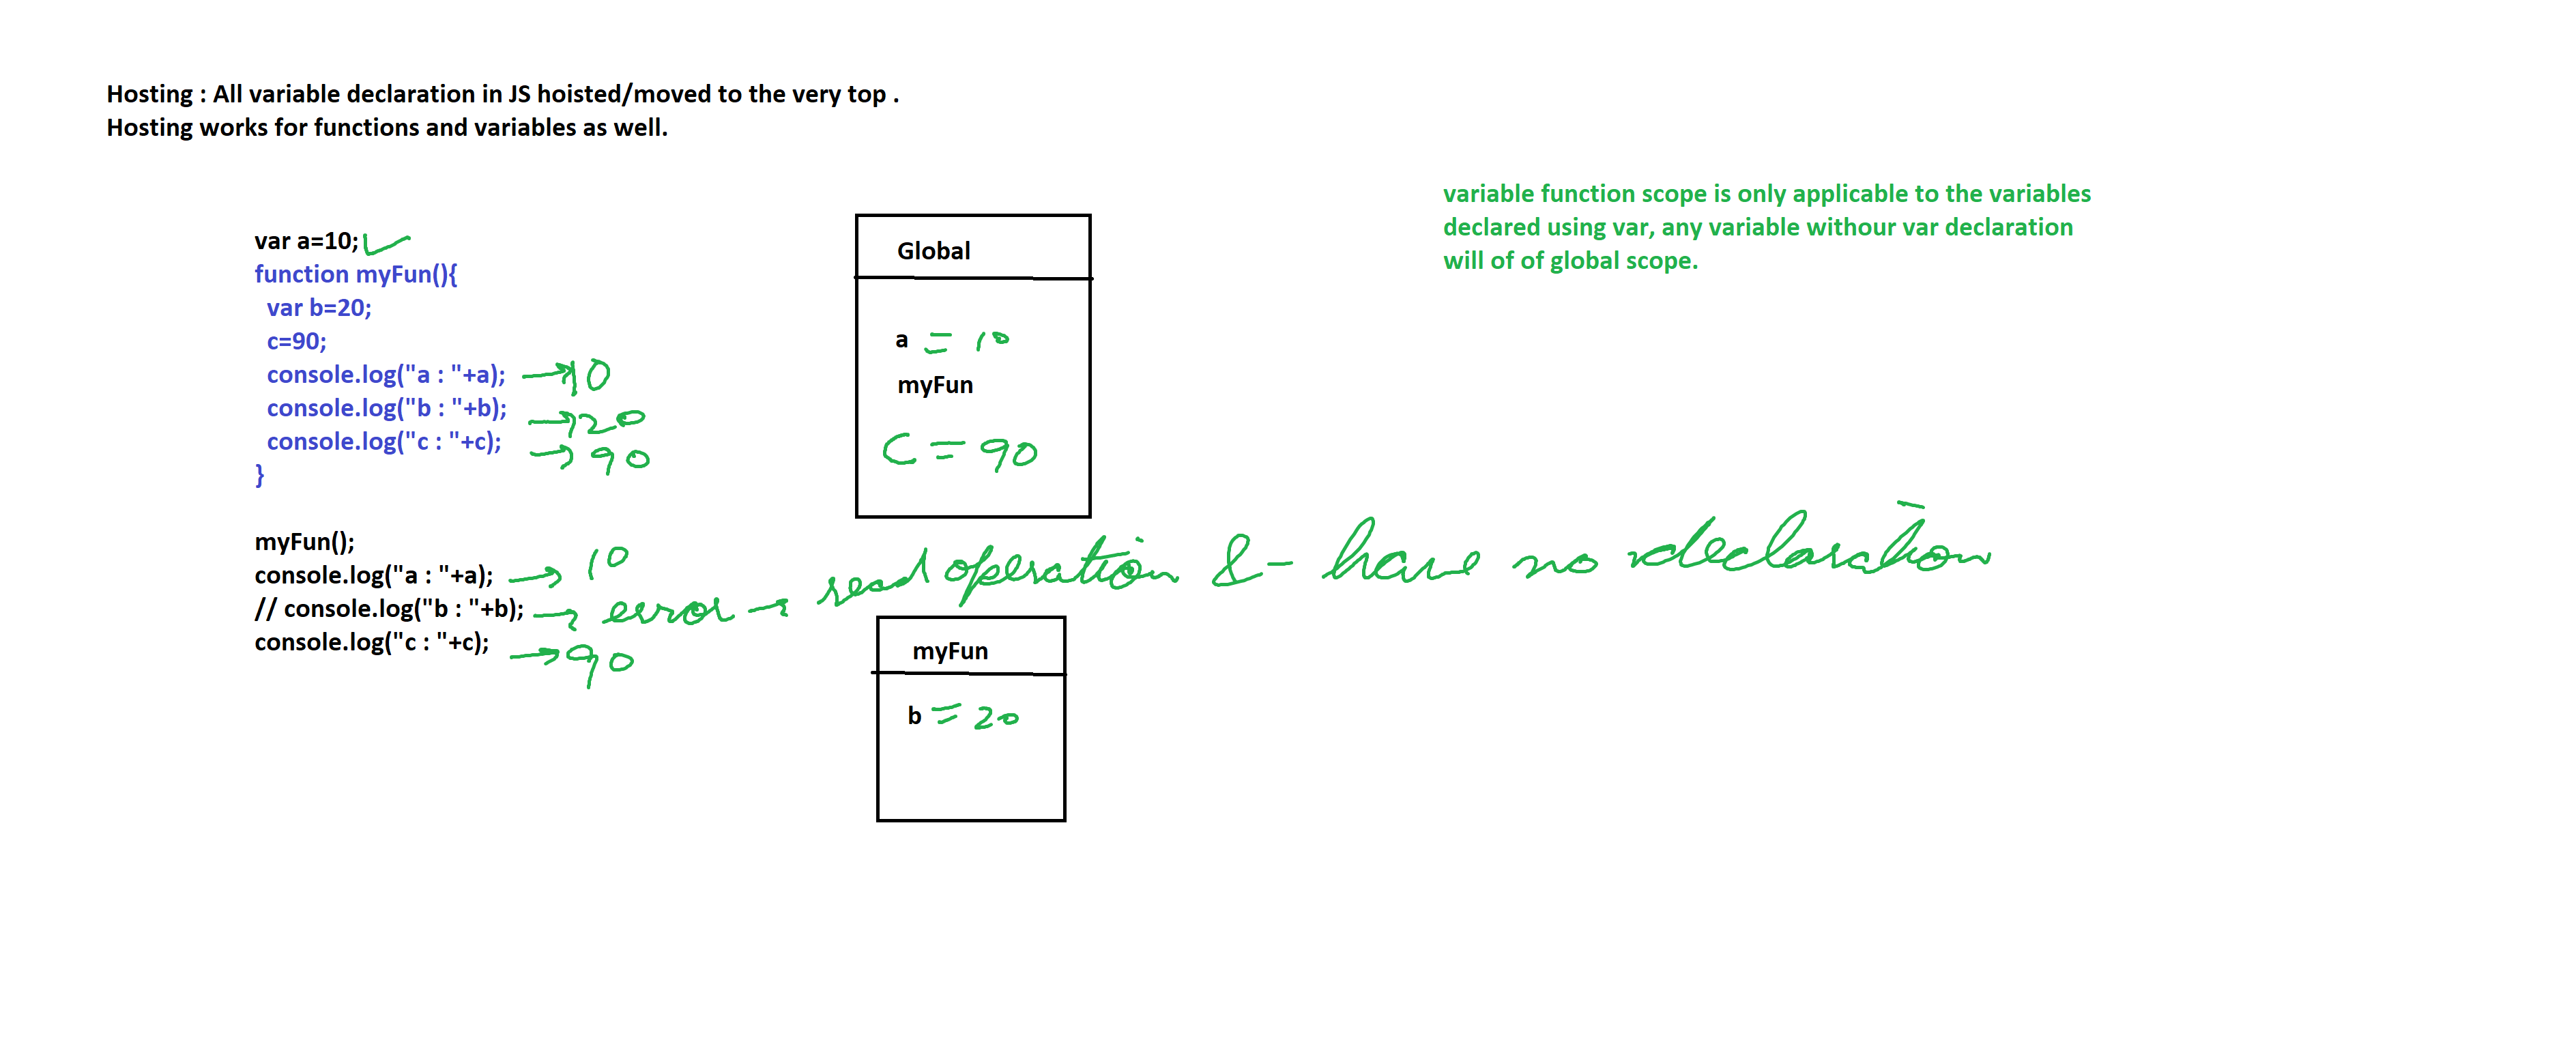 Hosting : All variable declaration in JS hoisted/moved to the very top .
Hosting works for functions and variables as well.
variable function scope is only applicable to the variables
declared using var, any variable withour var declaration
will of of global scope.
var a=10;
function myFun(){
var b=20;
c=90;
console.log("a : "+a); → 10
console.log("b : "+b); → 20
console.log("c : "+c); → 90
}
myFun();
console.log("a : "+a); → 10
// console.log("b : "+b); → error → read operation & have no declaration
console.log("c : "+c); → 90
Global
a = 10
myFun
C = 90
myFun
b = 20